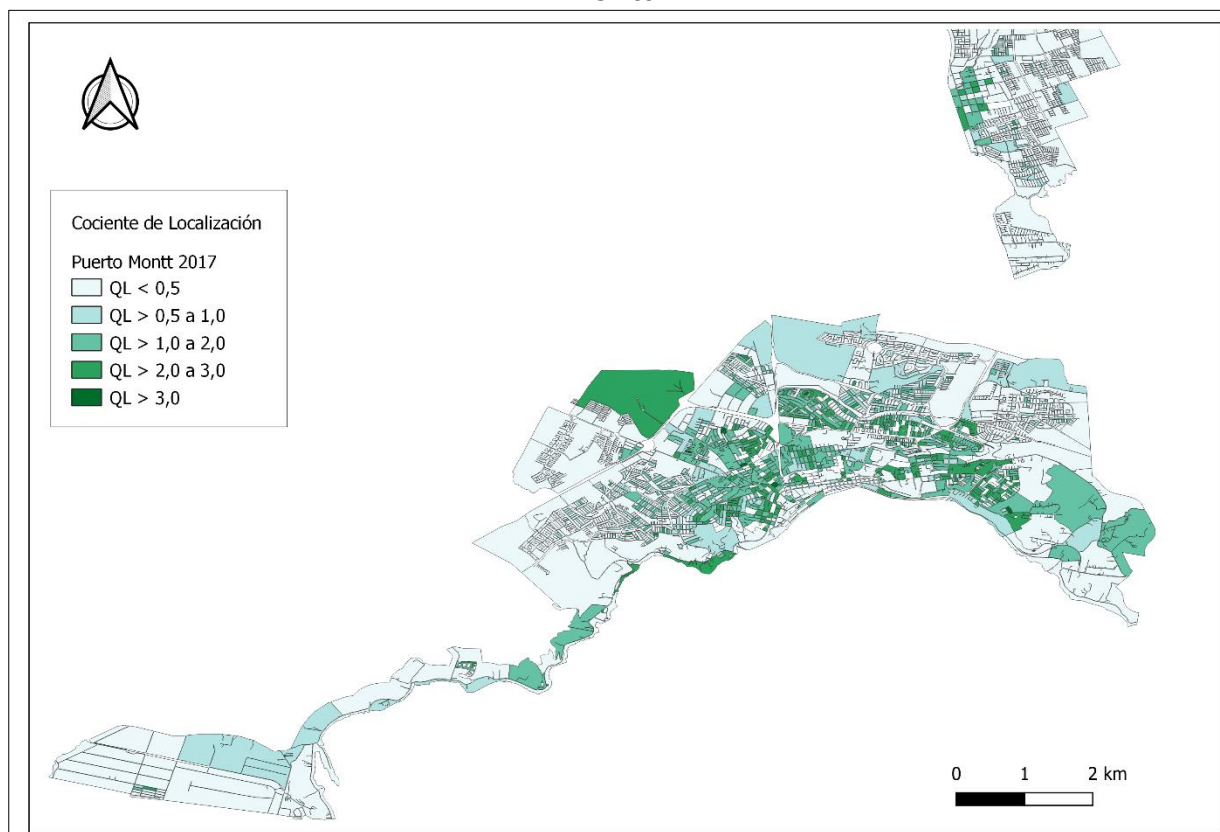 Cociente de Localización
Puerto Montt 2017
QL < 0,5
QL > 0,5 a 1,0
QL > 1,0 a 2,0
QL > 2,0 a 3,0
QL > 3,0
0 1 2 km